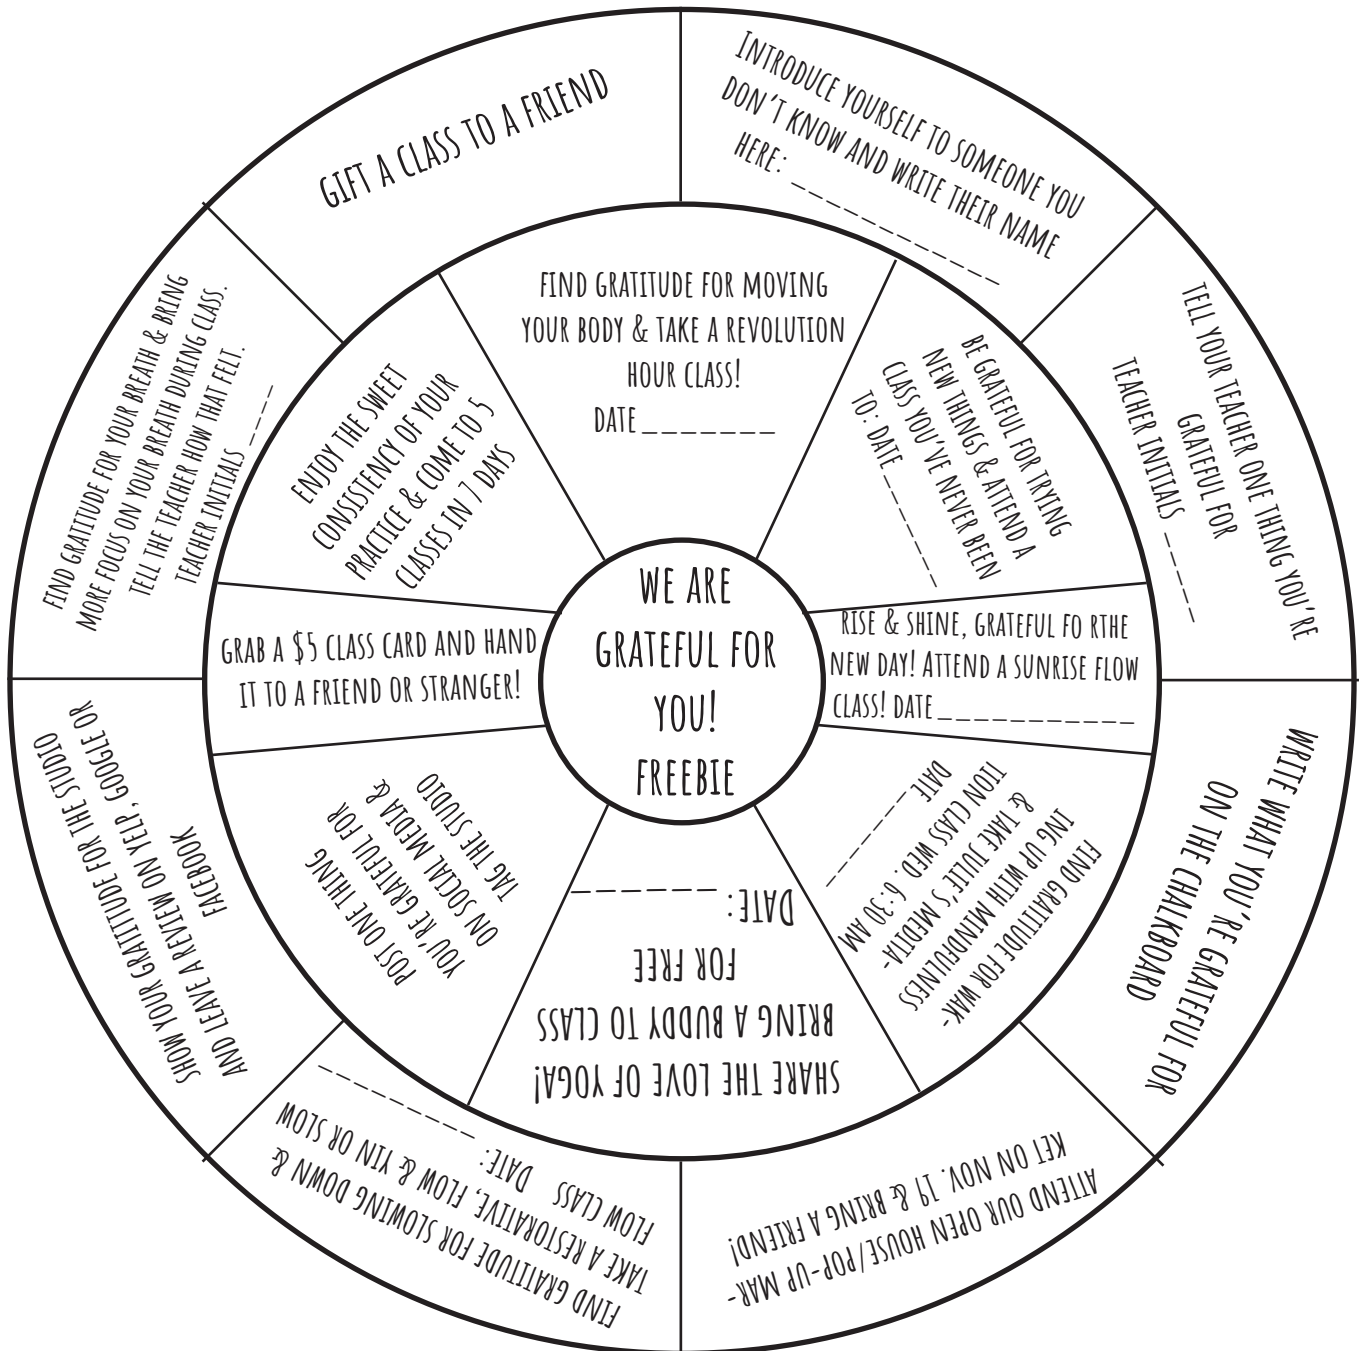 GIFT A CLASS TO A FRIEND
INTRODUCE YOURSELF TO SOMEONE YOU
DON'T KNOW AND WRITE THEIR NAME
HERE: _ _ _ _ _ _ _ _ _ _ _
TELL YOUR TEACHER ONE THING YOU'RE
GRATEFUL FOR
TEACHER INITIALS _ _ _ _ _
WRITE WHAT YOU'RE GRATEFUL FOR
ON THE CHALKBOARD
ATTEND OUR OPEN HOUSE/POP-UP MAR-
KET ON NOV. 19 & BRING A FRIEND!
FIND GRATITUDE FOR SLOWING DOWN &
TAKE A RESTORATIVE, FLOW & YIN OR SLOW
FLOW CLASS DATE: _ _ _ _ _ _ _ _
SHOW YOUR GRATITUDE FOR THE STUDIO
AND LEAVE A REVIEW ON YELP, GOOGLE OR
FACEBOOK
FIND GRATITUDE FOR YOUR BREATH & BRING
MORE FOCUS ON YOUR BREATH DURING CLASS.
TELL THE TEACHER HOW THAT FELT.
TEACHER INITIALS _ _ _ _
FIND GRATITUDE FOR MOVING
YOUR BODY & TAKE A REVOLUTION
HOUR CLASS!
DATE_ _ _ _ _ _ _
BE GRATEFUL FOR TRYING
NEW THINGS & ATTEND A
CLASS YOU'VE NEVER BEEN
TO: DATE _ _ _ _ _ _ _
RISE & SHINE, GRATEFUL FO RTHE
NEW DAY! ATTEND A SUNRISE FLOW
CLASS! DATE_ _ _ _ _ _ _ _ _ _ _
FIND GRATITUDE FOR WAK-
ING UP WITH MINDFULNESS
& TAKE JULIE'S MEDITA-
TION CLASS WED. 6:30 AM
DATE _ _ _ _ _ _ _
SHARE THE LOVE OF YOGA!
BRING A BUDDY TO CLASS
FOR FREE
DATE: _ _ _ _ _ _ _
POST ONE THING
YOU'RE GRATEFUL FOR
ON SOCIAL MEDIA &
TAG THE STUDIO
GRAB A $5 CLASS CARD AND HAND
IT TO A FRIEND OR STRANGER!
ENJOY THE SWEET
CONSISTENCY OF YOUR
PRACTICE & COME TO 5
CLASSES IN 7 DAYS
WE ARE
GRATEFUL FOR
YOU!
FREEBIE